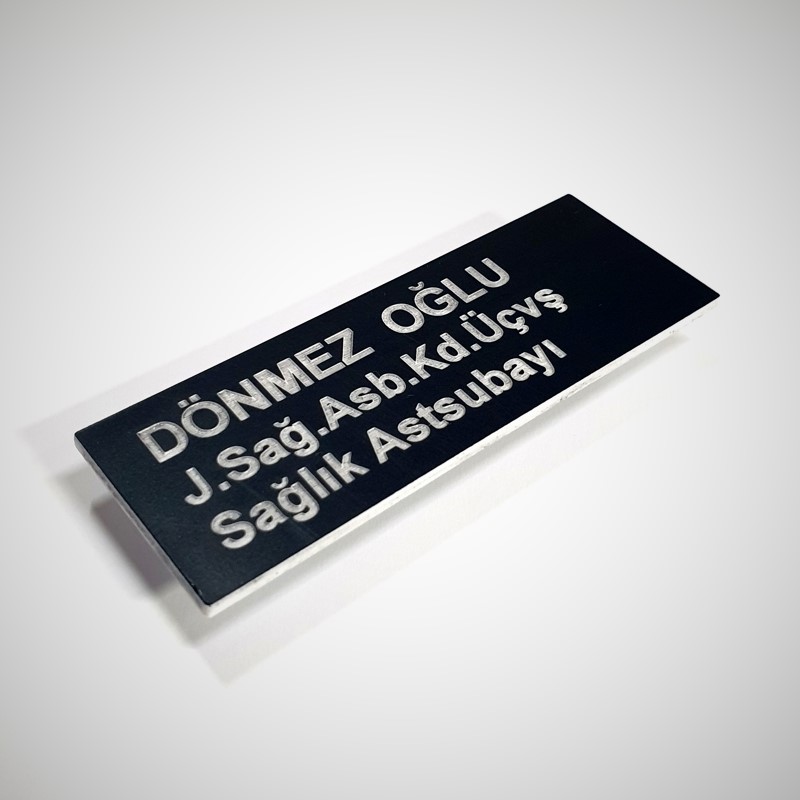 DÖNMEZ OĞLU
J.Sağ.Asb.Kd.Üçvş
Sağlık Astsubayı